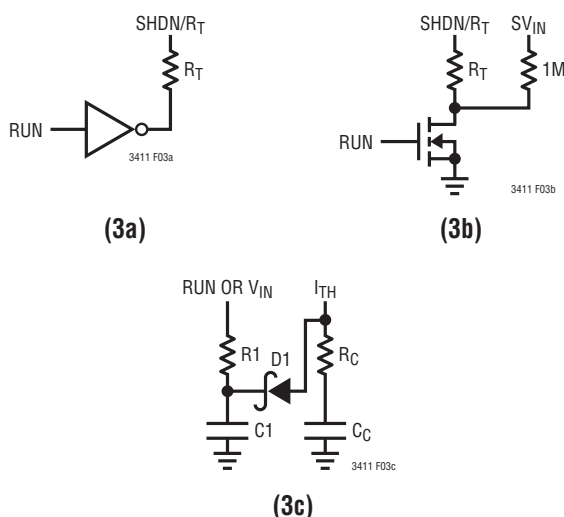 SHDN/RT
RT
RUN
3411 F03a
(3a)
SHDN/RT
SVIN
RT
1M
RUN
3411 F03b
(3b)
RUN OR VIN
ITH
R1
D1
RC
C1
CC
3411 F03c
(3c)